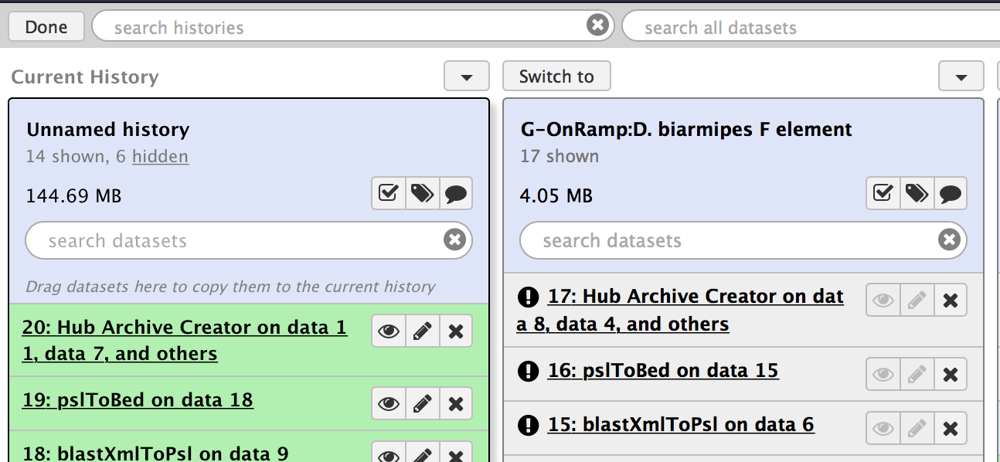 Done
search histories
search all datasets
Current History
Switch to
Unnamed history
14 shown, 6 hidden
144.69 MB
search datasets
Drag datasets here to copy them to the current history
20: Hub Archive Creator on data 1
1, data 7, and others
19: pslToBed on data 18
18: blastXmlToPsl on data 9
G-OnRamp:D. biarmipes F element
17 shown
4.05 MB
search datasets
17: Hub Archive Creator on dat
a 8, data 4, and others
16: pslToBed on data 15
15: blastXmlToPsl on data 6